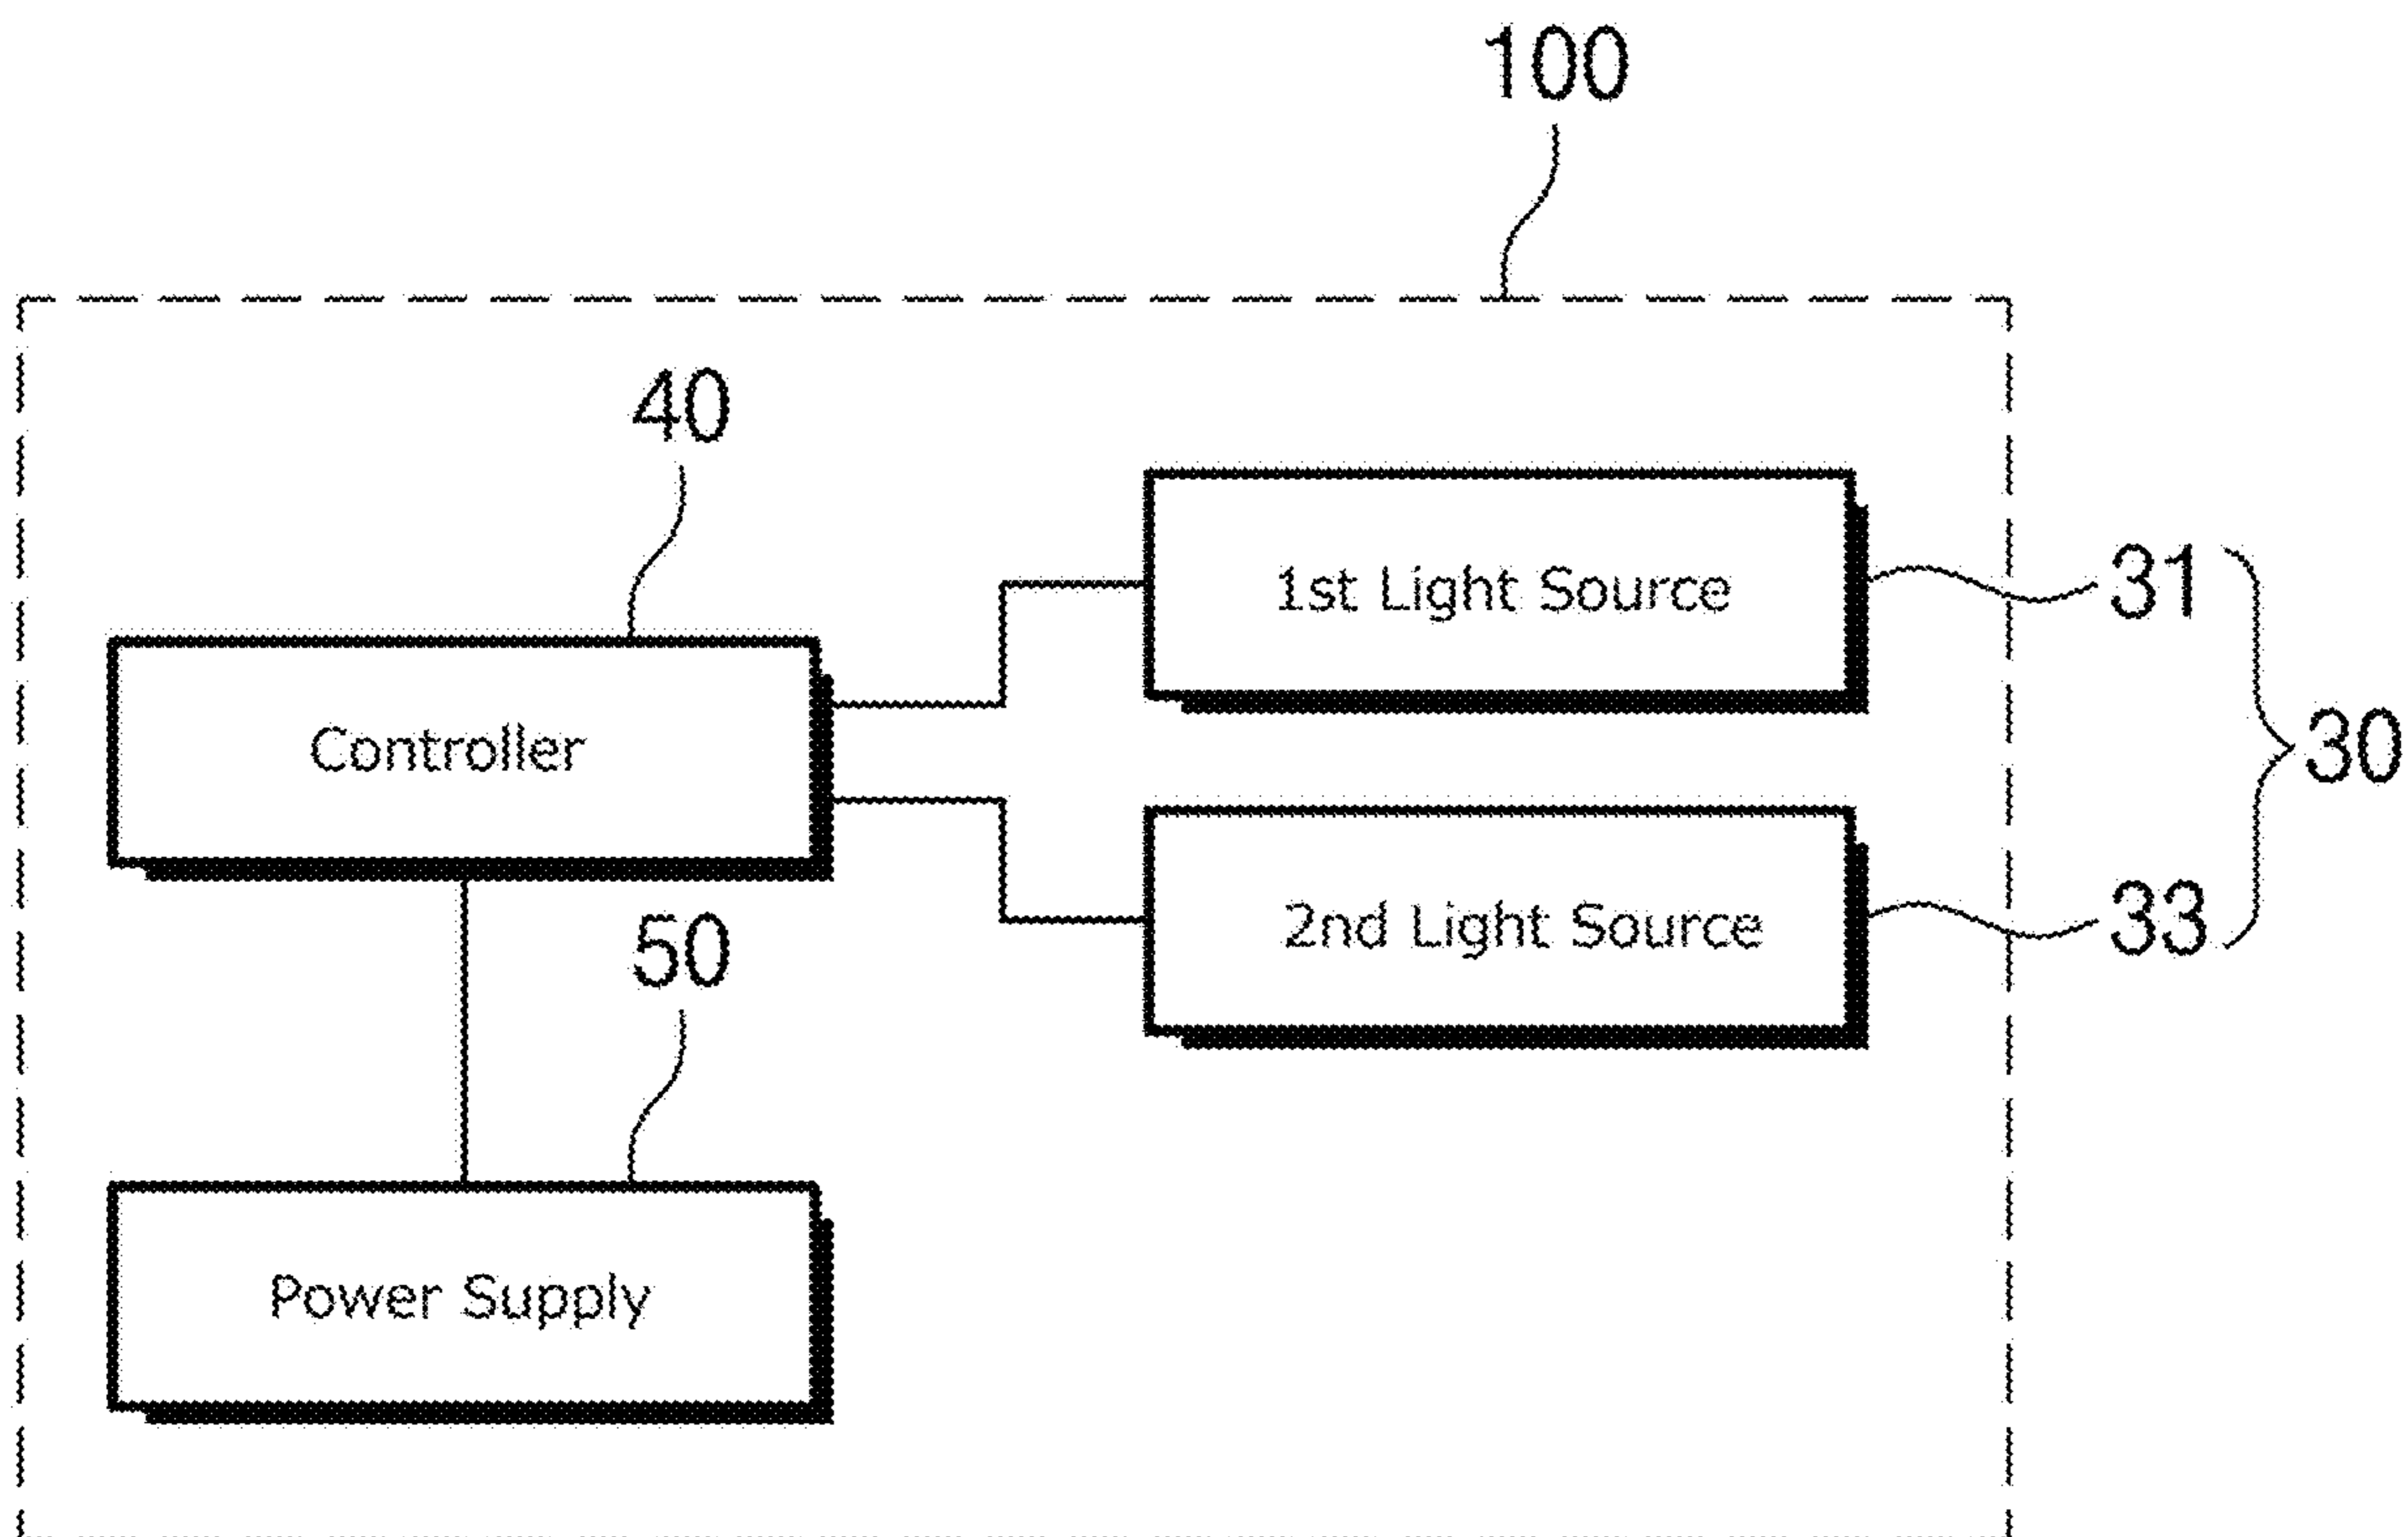 100
40
1st Light Source
31
Controller
30
2nd Light Source
33
50
Power Supply